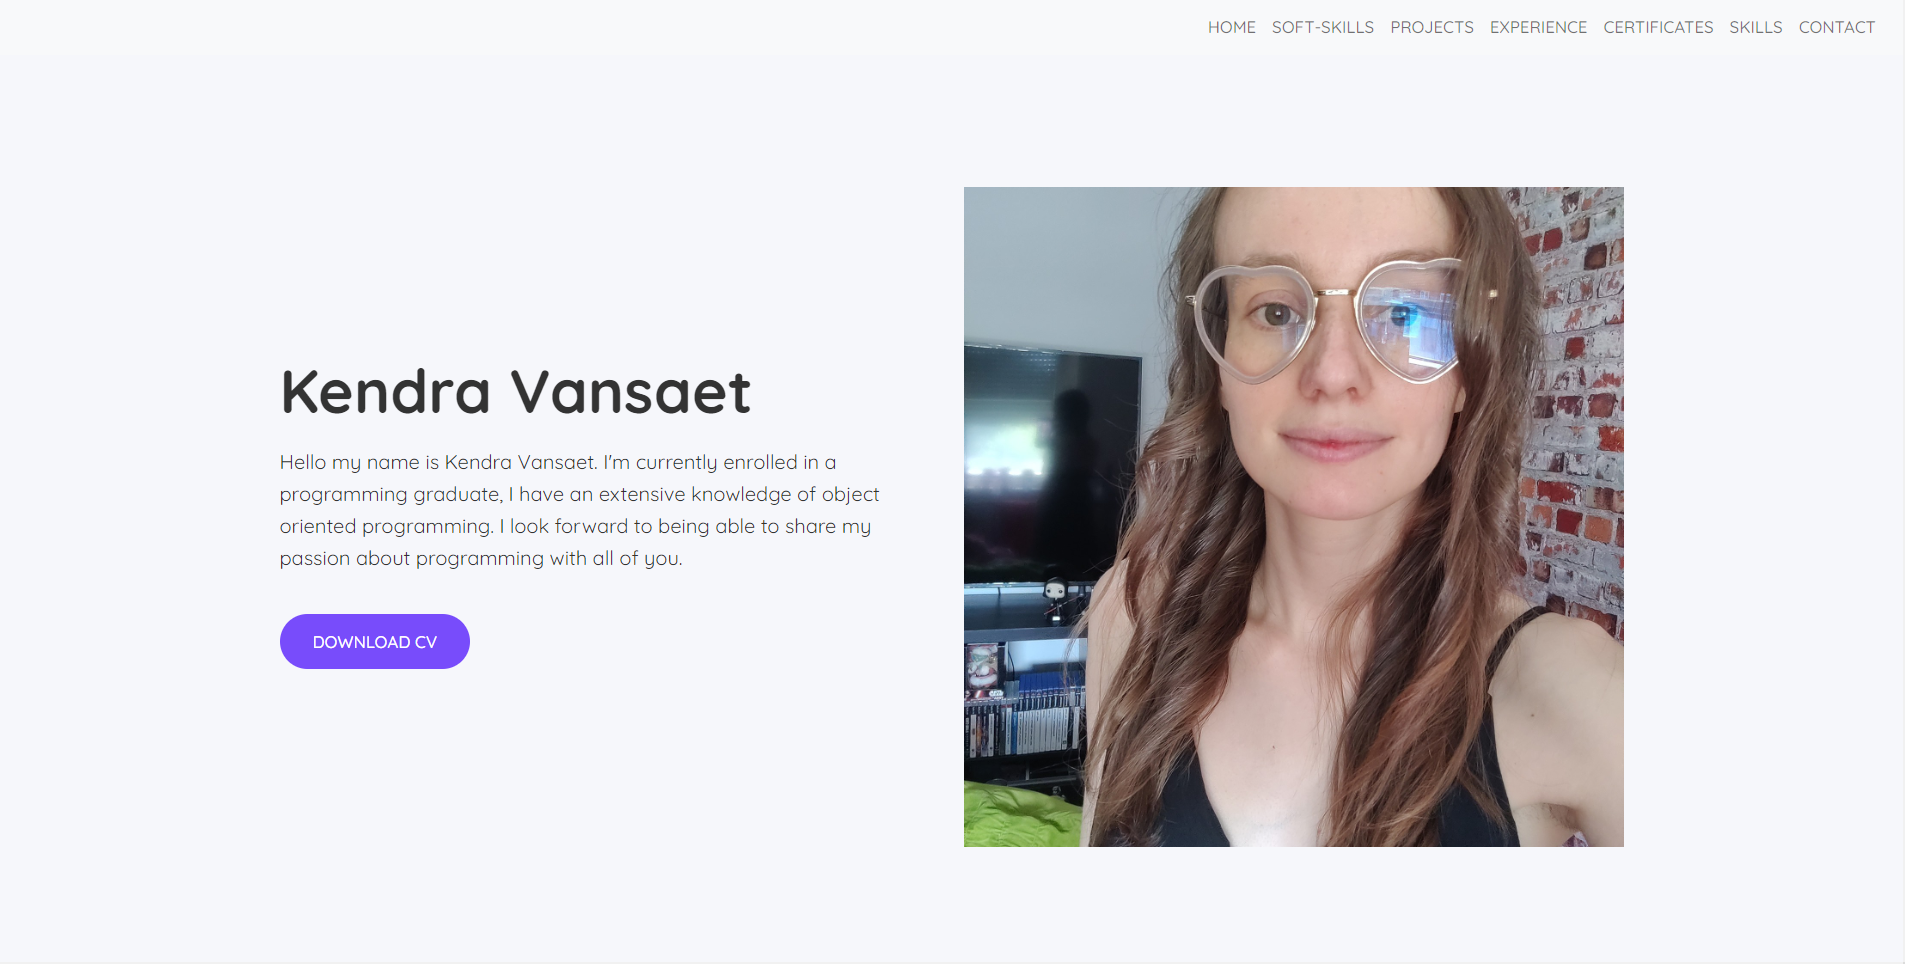 HOME SOFT-SKILLS PROJECTS EXPERIENCE CERTIFICATES SKILLS CONTACT
Kendra Vansaet
Hello my name is Kendra Vansaet. I'm currently enrolled in a
programming graduate, I have an extensive knowledge of object
oriented programming. I look forward to being able to share my
passion about programming with all of you.
DOWNLOAD CV